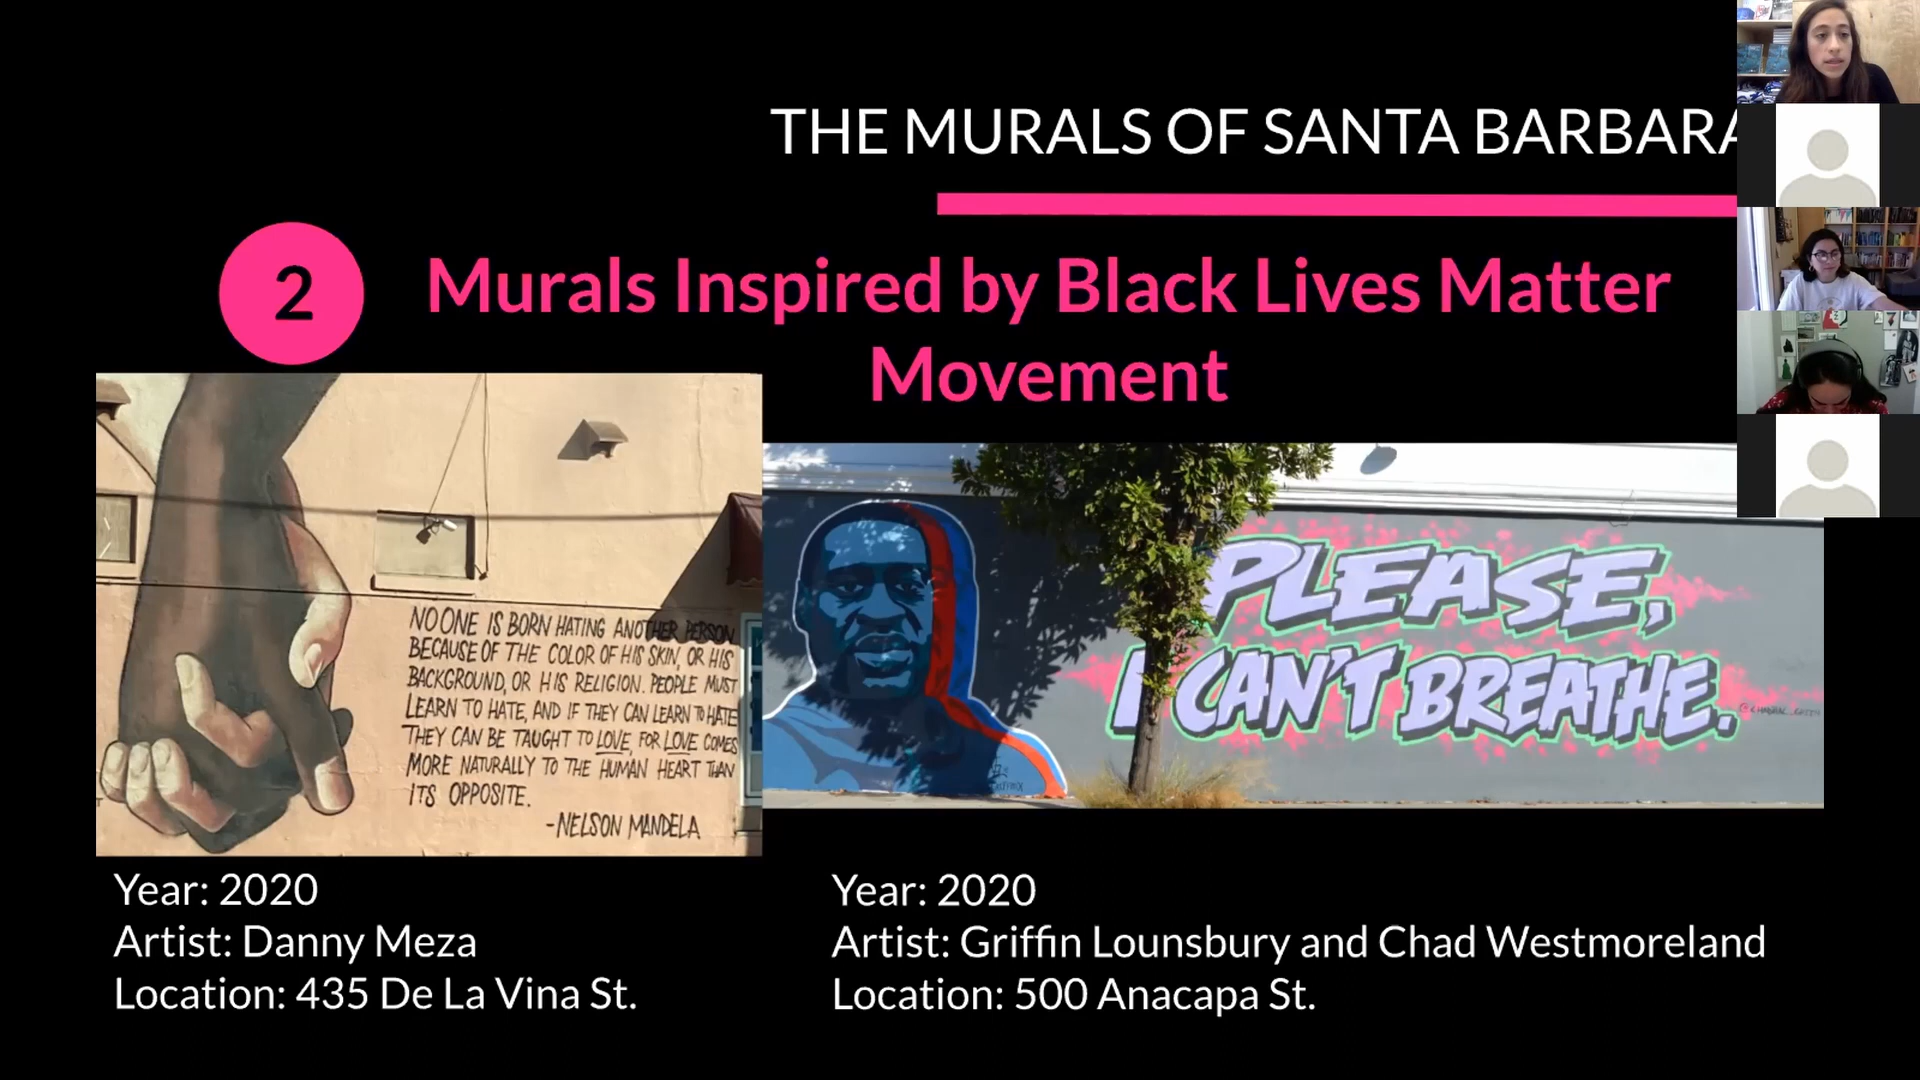 THE MURALS OF SANTA BARBARA
2
Murals Inspired by Black Lives Matter
Movement
NO ONE IS BORN HATING ANOTHER PERSON
BECAUSE OF THE COLOR OF HIS SKIN, OR HIS
BACKGROUND, OR HIS RELIGION. PEOPLE MUST
LEARN TO HATE, AND IF THEY CAN LEARN TO HATE
THEY CAN BE TAUGHT TO LOVE, FOR LOVE COMES
MORE NATURALLY TO THE HUMAN HEART THAN
ITS OPPOSITE.
-NELSON MANDELA
PLEASE,
I CAN'T BREATHE.
Year: 2020
Artist: Danny Meza
Location: 435 De La Vina St.
Year: 2020
Artist: Griffin Lounsbury and Chad Westmoreland
Location: 500 Anacapa St.